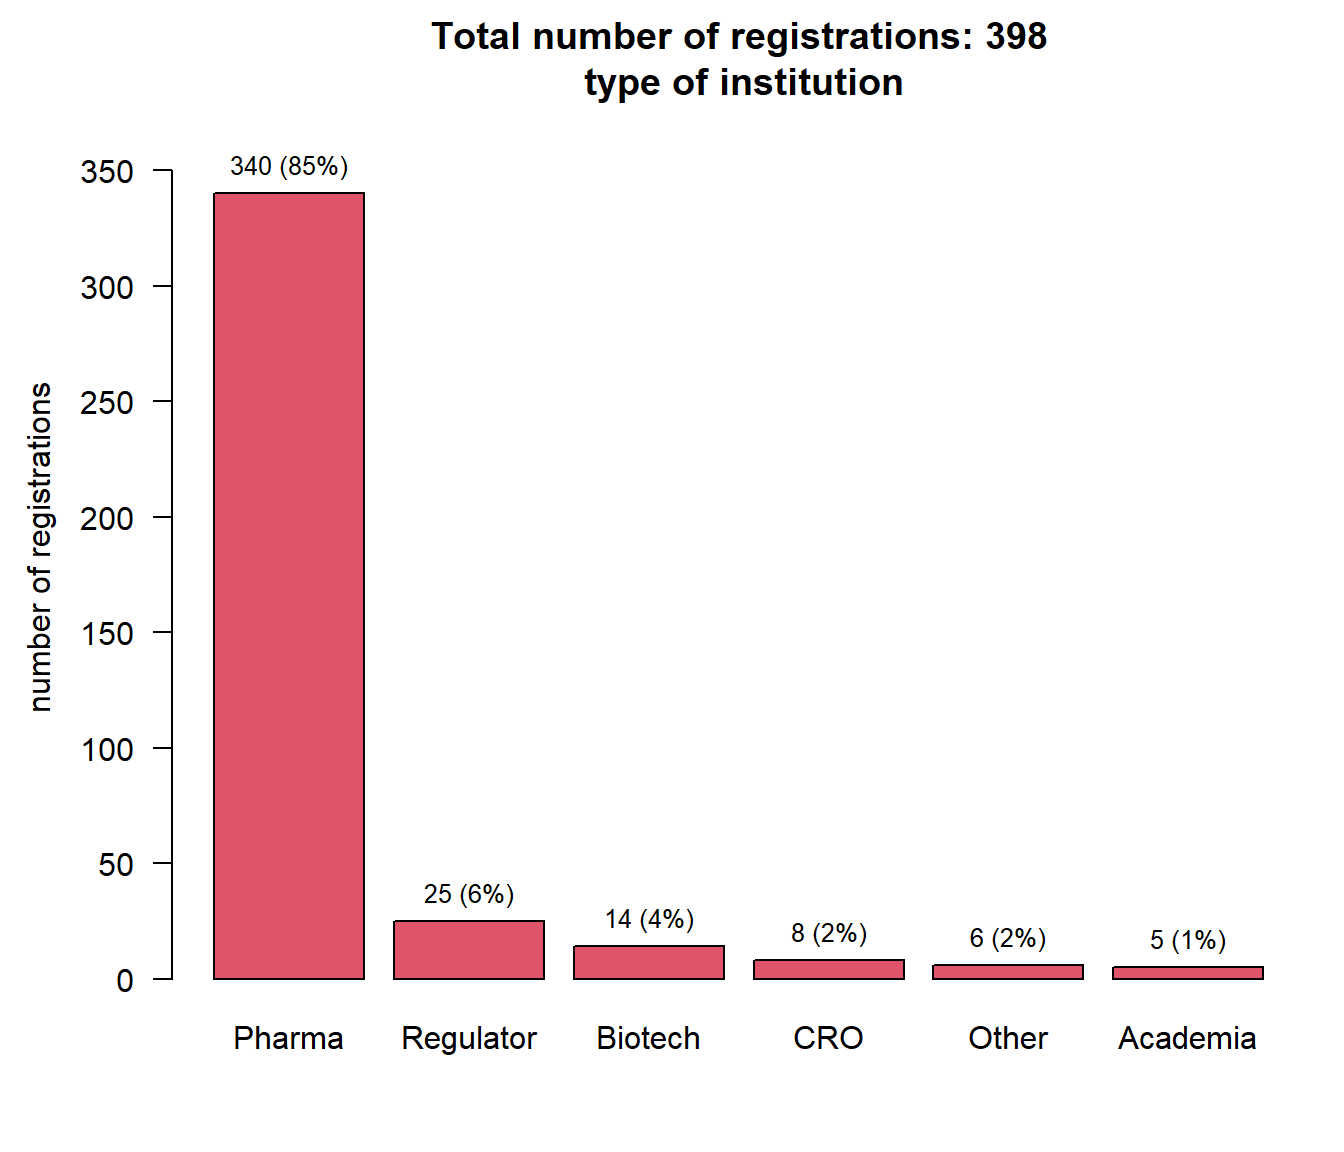 Total number of registrations: 398
type of institution
number of registrations
350
300
250
200
150
100
50
0
340 (85%)
25 (6%)
14 (4%)
8 (2%)
6 (2%)
5 (1%)
Pharma
Regulator
Biotech
CRO
Other
Academia